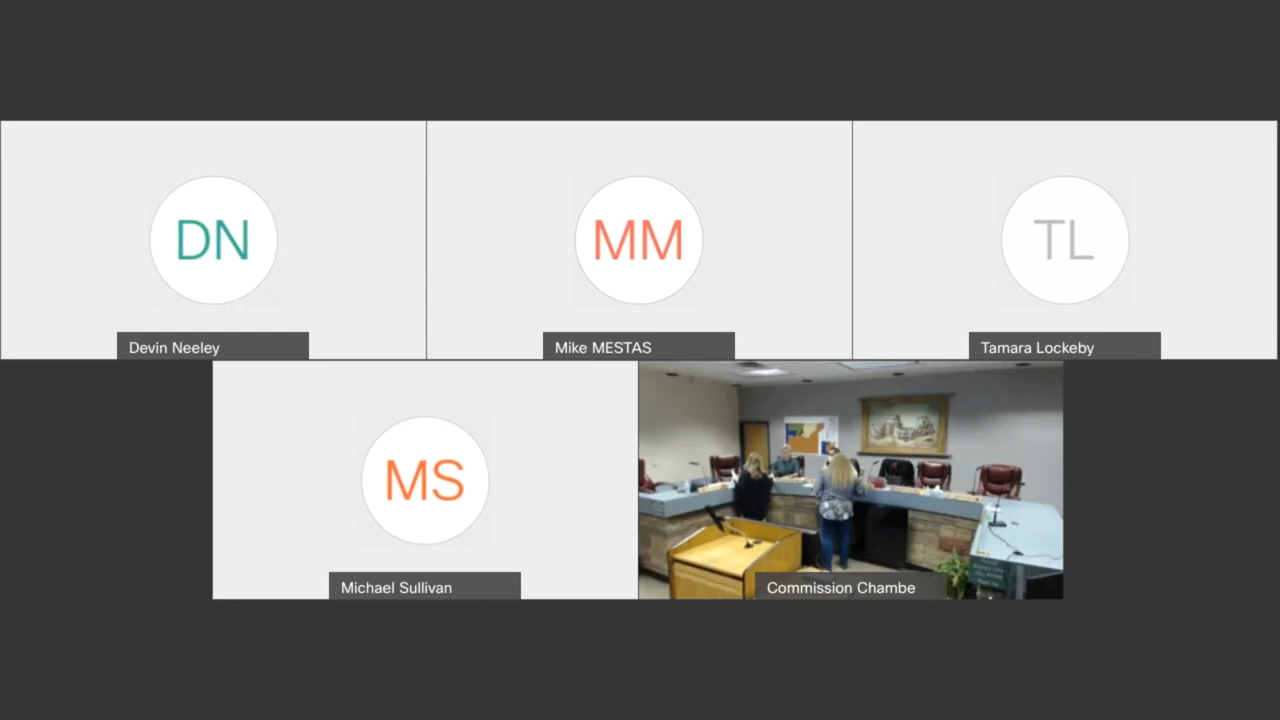 DN
MM
TL
Devin Neeley
Mike MESTAS
Tamara Lockeby
MS
Michael Sullivan
Commission Chambe